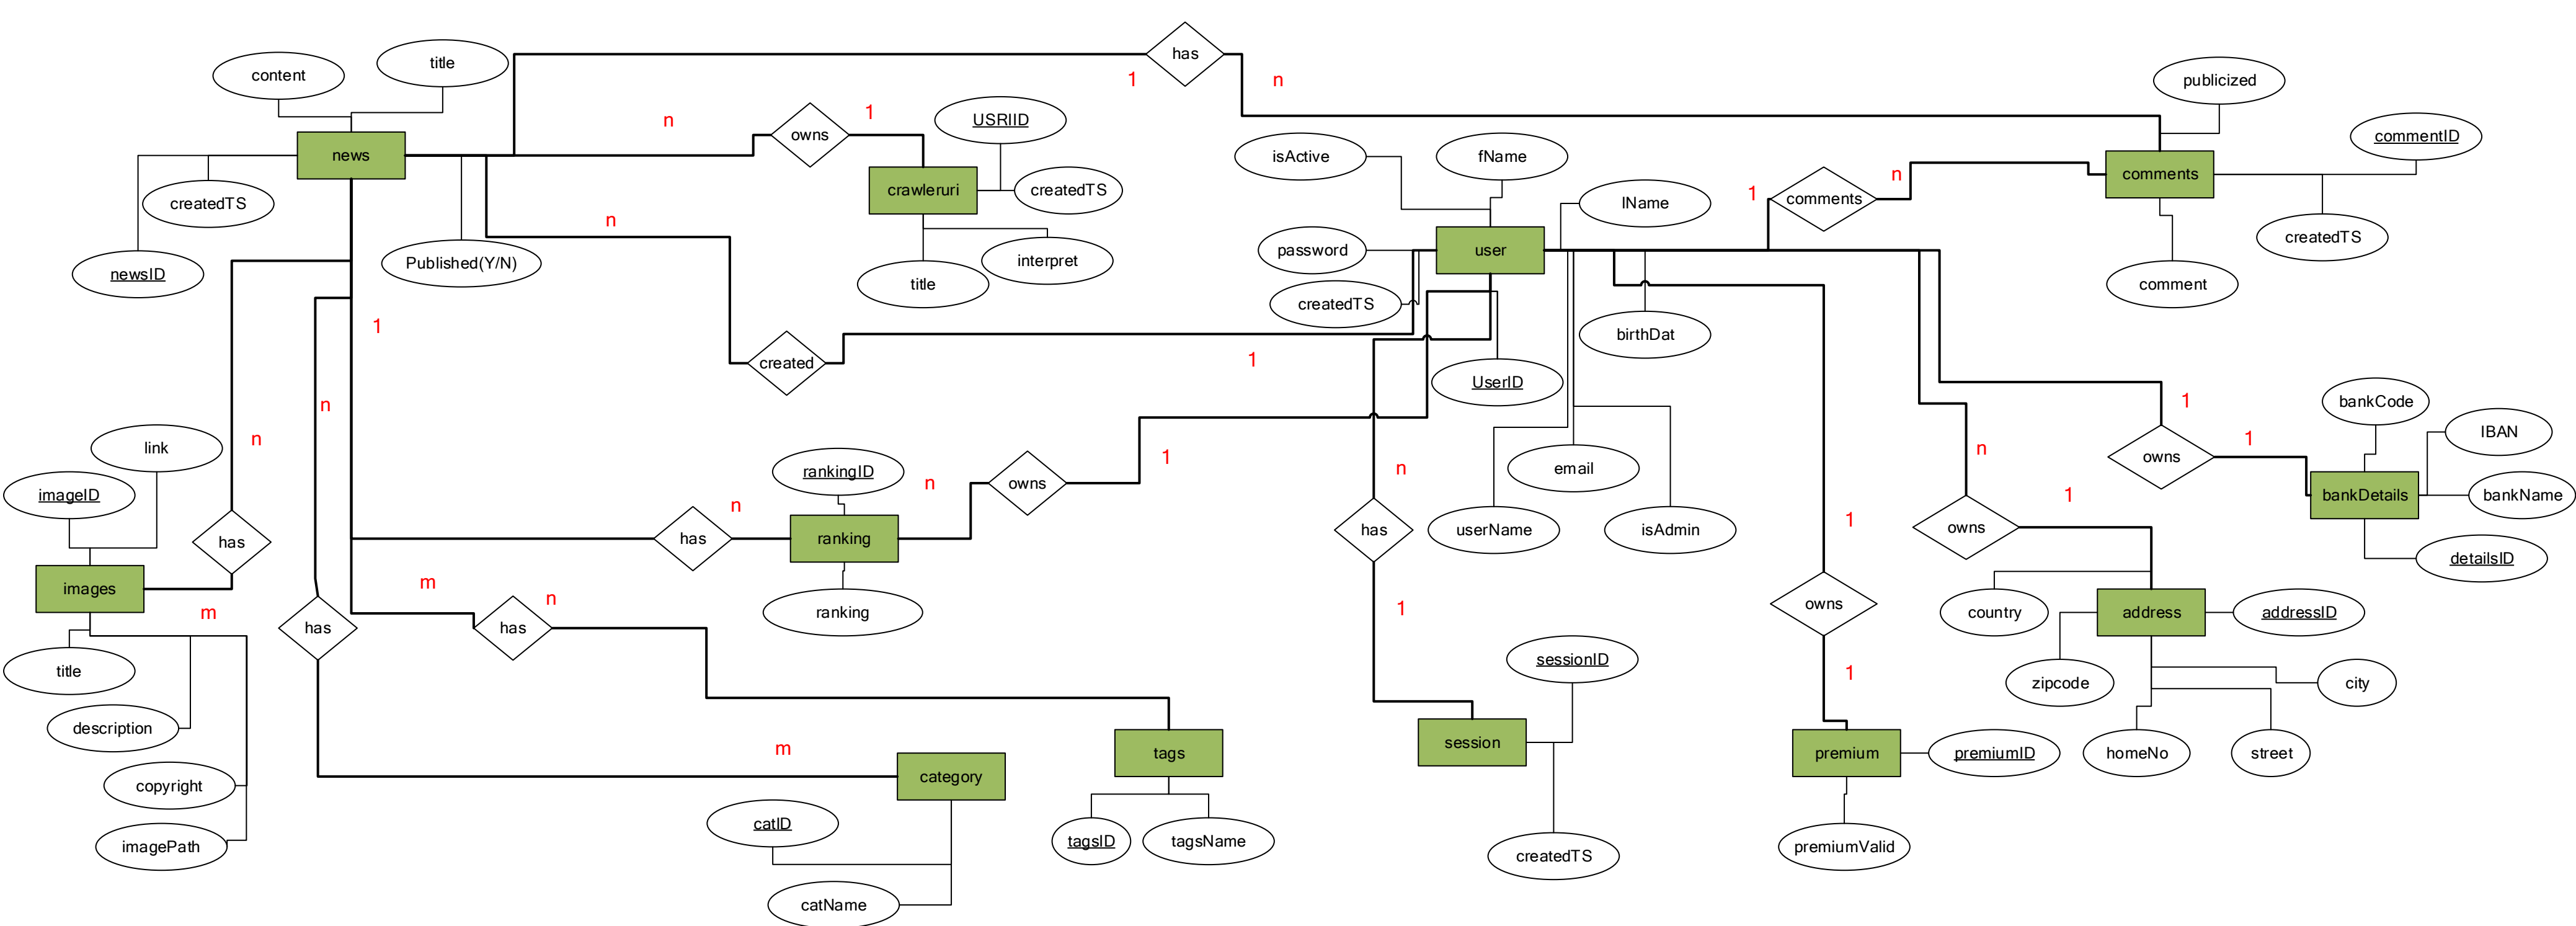 has
content
title
1
n
publicized
n
owns
1
USRIID
commentID
news
isActive
fName
crawleruri
createdTS
comments
1
comments
n
createdTS
lName
n
createdTS
newsID
Published(Y/N)
title
interpret
password
user
comment
createdTS
1
created
1
birthDat
UserID
n
1
bankCode
IBAN
link
n
imageID
rankingID
n
1
n
email
n
1
owns
1
bankDetails
bankName
n
has
ranking
owns
has
userName
isAdmin
1
owns
detailsID
has
images
m
m
n
ranking
1
owns
country
address
addressID
has
has
title
sessionID
1
zipcode
city
description
m
category
tags
session
premium
premiumID
homeNo
street
copyright
catID
tagsID
tagsName
createdTS
premiumValid
imagePath
catName